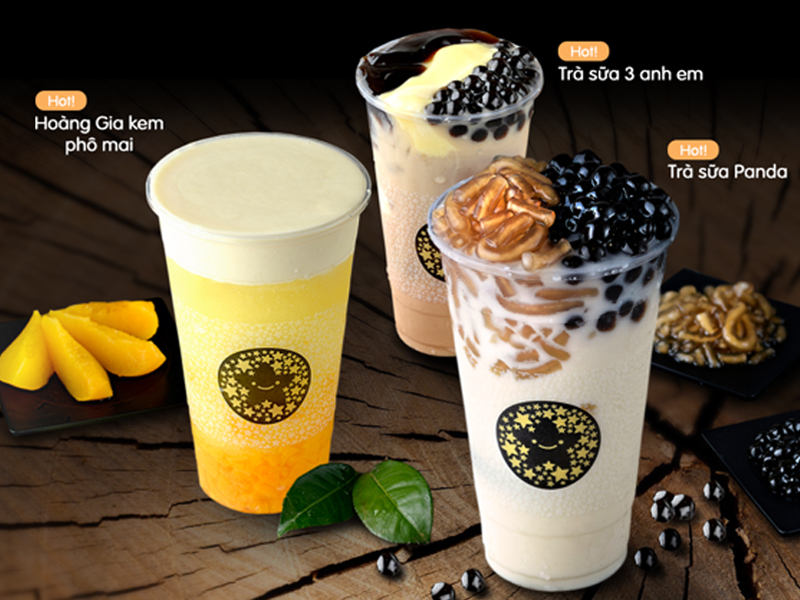 Hot!
Hoàng Gia kem
phô mai
Hot!
Trà sữa 3 anh em
Hot!
Trà sữa Panda